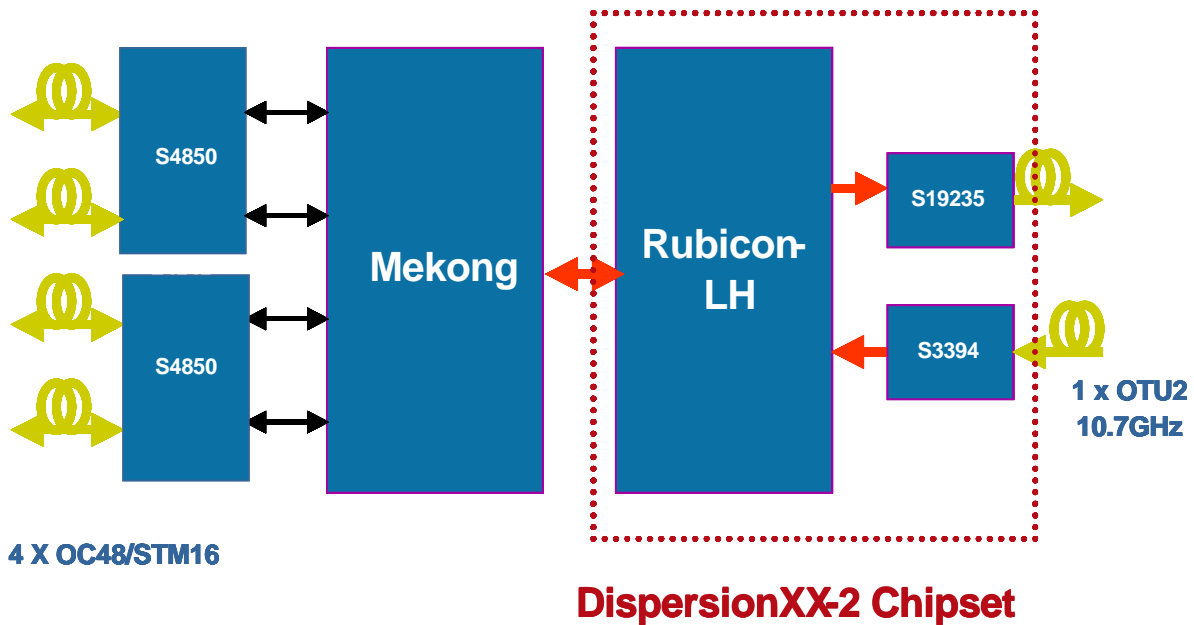 S4850
S4850
Mekong
Rubicon-
LH
S19235
S3394
1 x OTU2
10.7GHz
4 X OC48/STM16
DispersionXX-2 Chipset